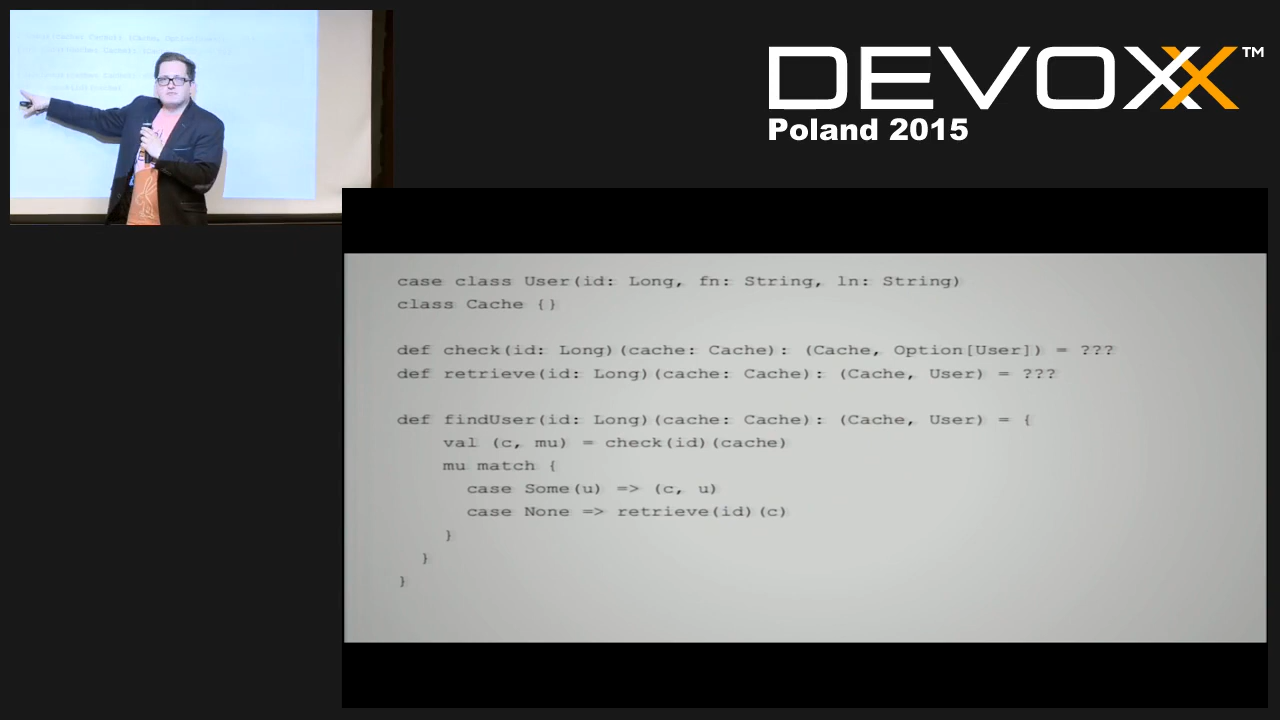 DEVOXX™
Poland 2015
case class User(id: Long, fn: String, ln: String)
class Cache {}
def check(id: Long)(cache: Cache): (Cache, Option[User]) = ???
def retrieve(id: Long)(cache: Cache): (Cache, User) = ???
def findUser(id: Long)(cache: Cache): (Cache, User) = {
val (c, mu) = check(id)(cache)
mu match {
case Some(u) => (c, u)
case None => retrieve(id)(c)
}
}
}